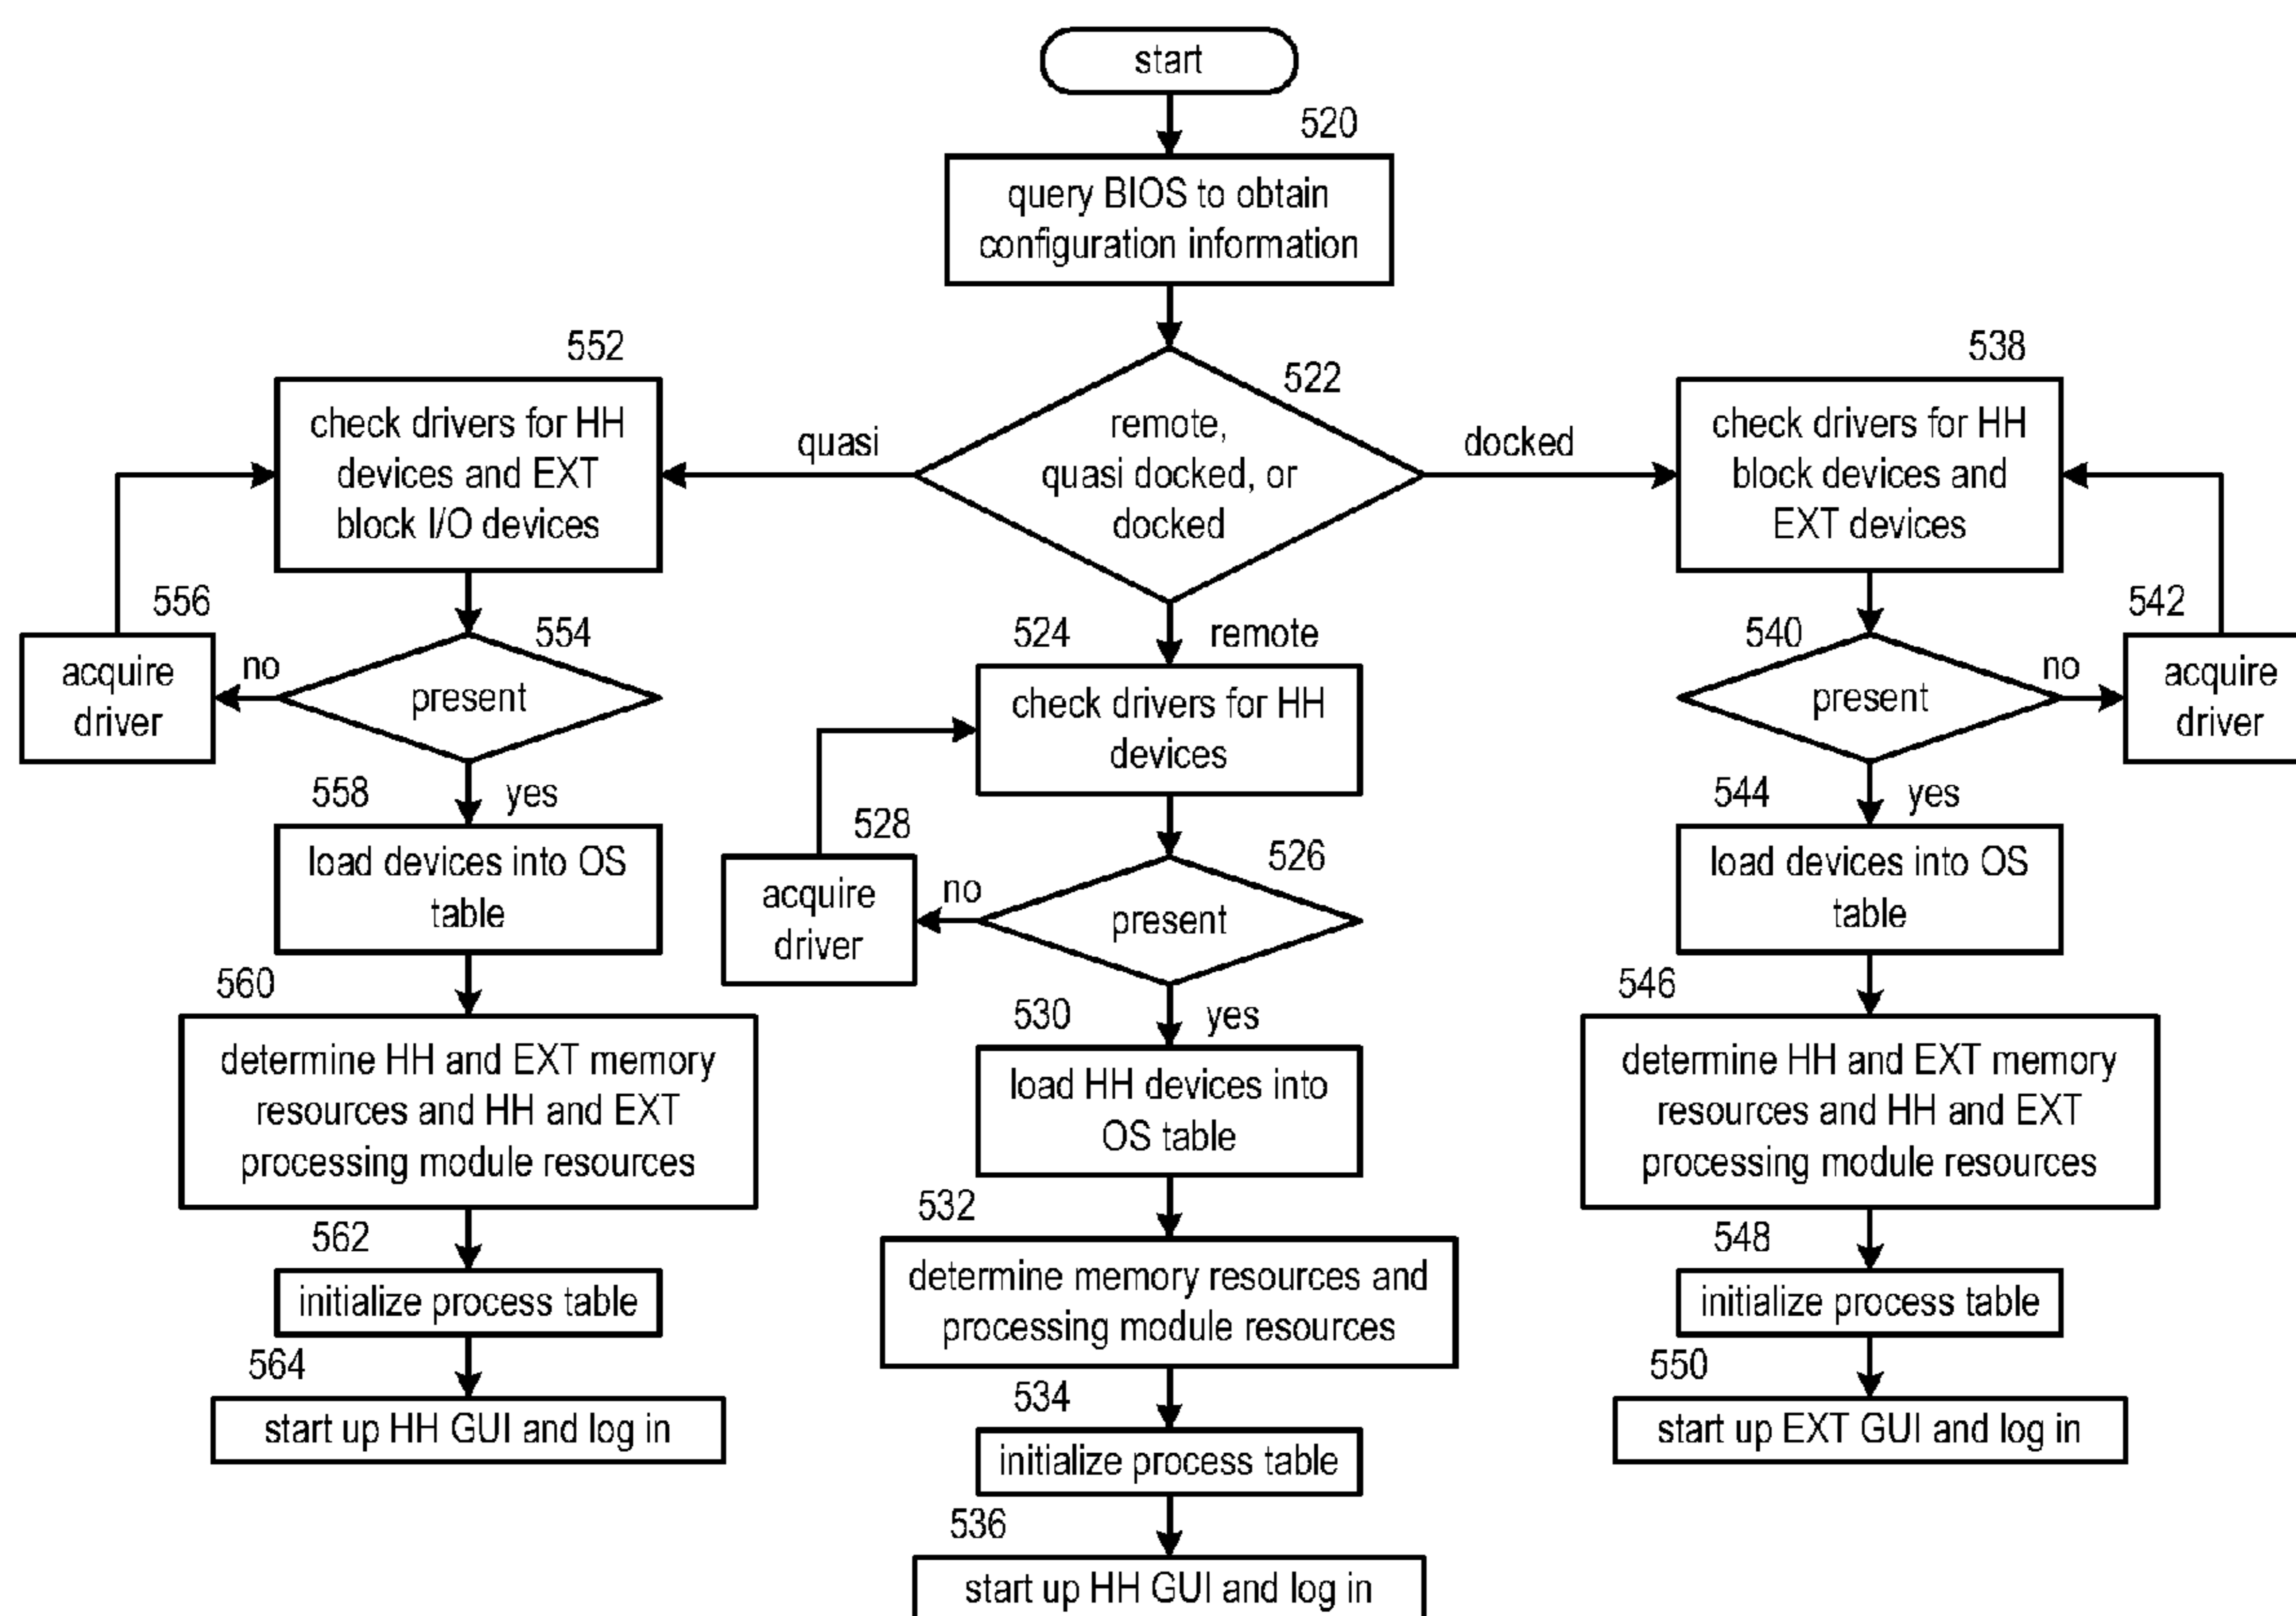 start
520
query BIOS to obtain
configuration information
522
remote,
quasi docked, or
docked
quasi
docked
remote
552
check drivers for HH
devices and EXT
block I/O devices
554
present
no
556
acquire
driver
yes
558
load devices into OS
table
560
determine HH and EXT memory
resources and HH and EXT
processing module resources
562
initialize process table
564
start up HH GUI and log in
524
check drivers for HH
devices
526
present
no
528
acquire
driver
yes
530
load HH devices into
OS table
532
determine memory resources and
processing module resources
534
initialize process table
536
start up HH GUI and log in
538
check drivers for HH
block devices and
EXT devices
540
present
no
542
acquire
driver
yes
544
load devices into OS
table
546
determine HH and EXT memory
resources and HH and EXT
processing module resources
548
initialize process table
550
start up EXT GUI and log in